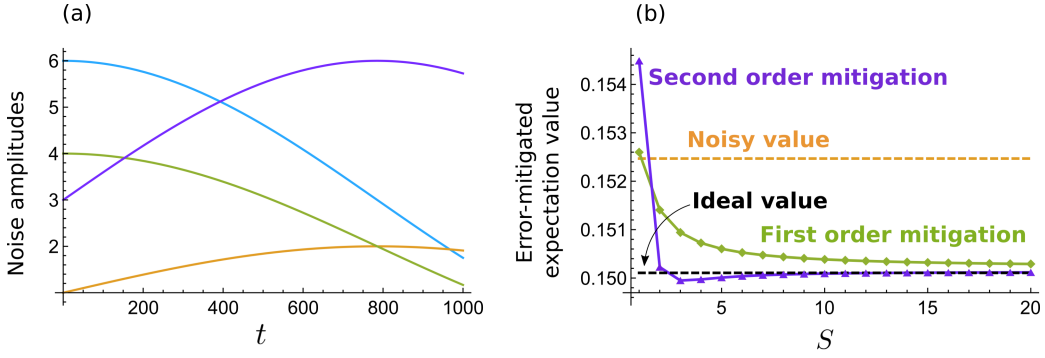 (a)
Noise amplitudes
6
5
4
3
2
200
400
600
800
1000
t
(b)
Error-mitigated
expectation value
0.154
0.153
0.152
0.151
0.150
Second order mitigation
Noisy value
Ideal value
First order mitigation
5
10
15
20
S